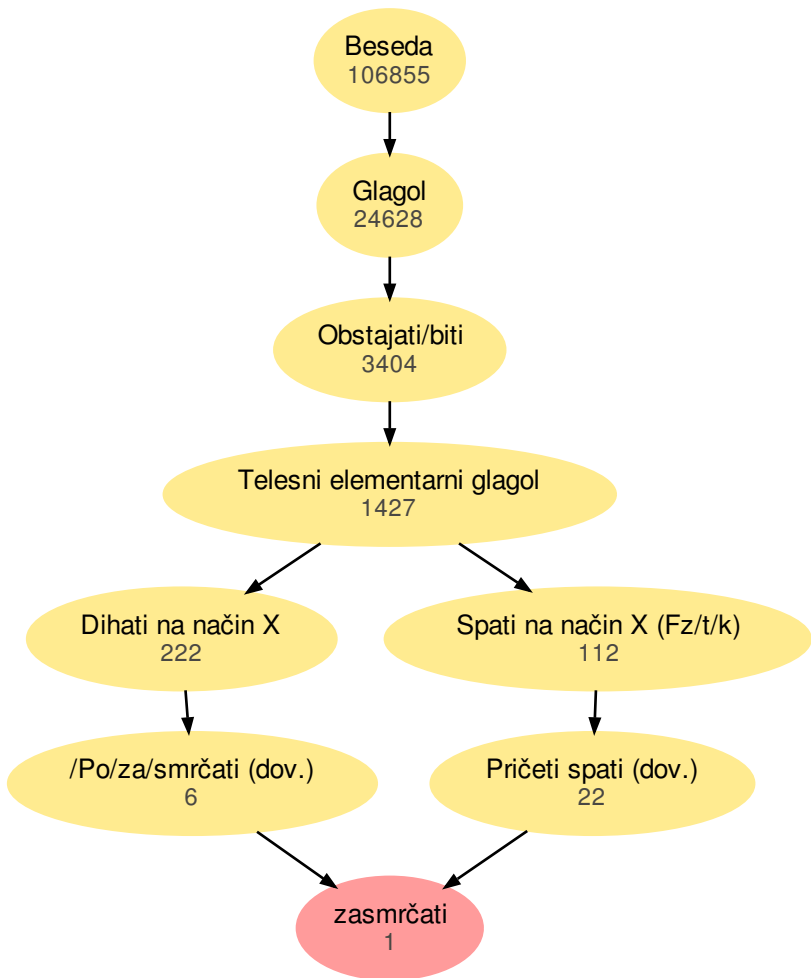 Beseda
106855
Glagol
24628
Obstajati/biti
3404
Telesni elementarni glagol
1427
Dihati na način X
222
Spati na način X (Fz/t/k)
112
/Po/za/smrčati (dov.)
6
Pričeti spati (dov.)
22
zasmrčati
1